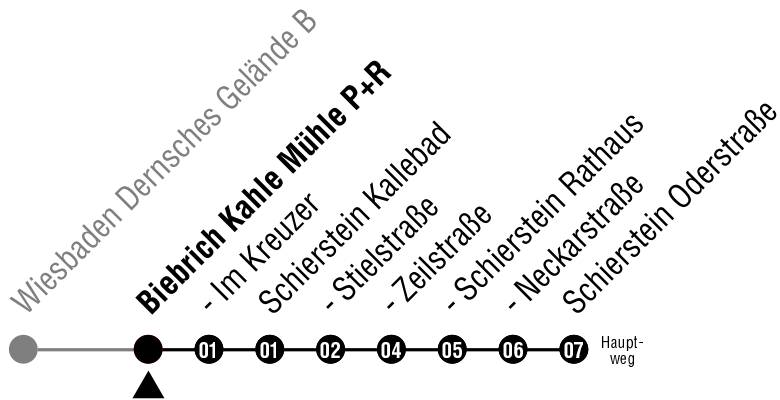 Wiesbaden Dernsches Gelände B
Biebrich Kahle Mühle P+R
- Im Kreuzer
Schierstein Kallebad
- Stielstraße
- Zeilstraße
- Schierstein Rathaus
- Neckarstraße
Schierstein Oderstraße
01 01 02 04 05 06 07
Haupt-
weg